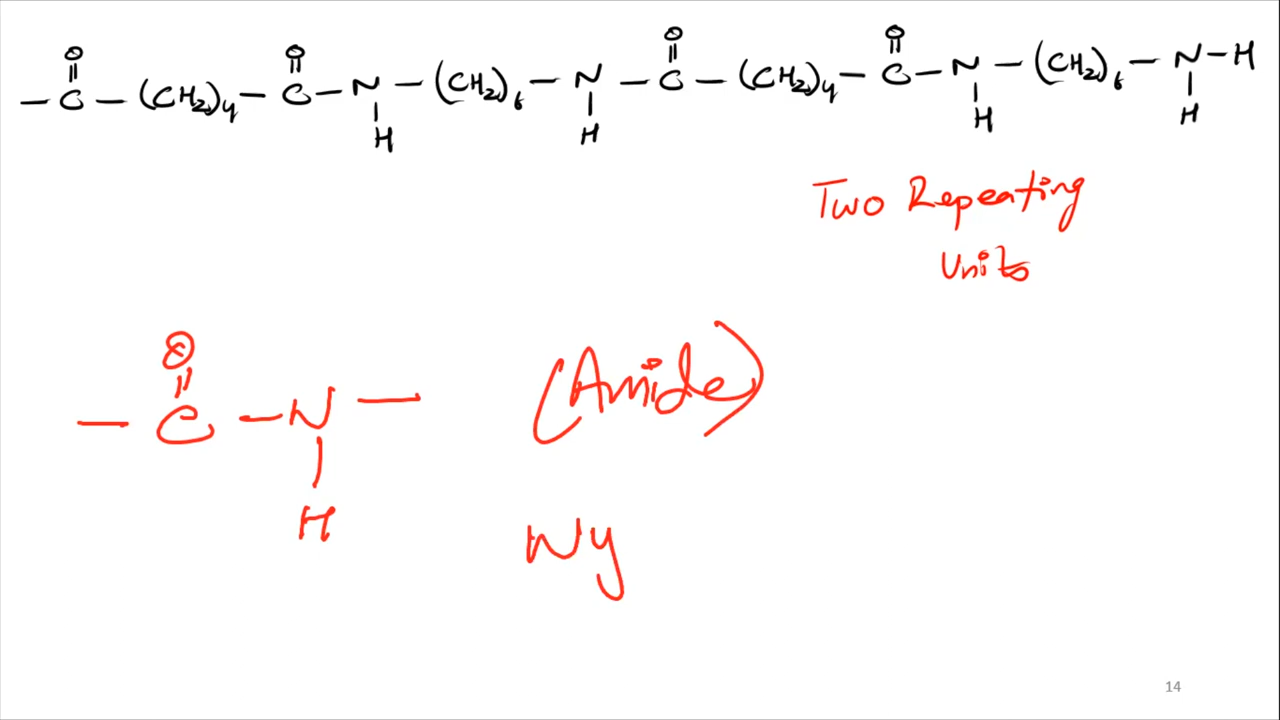 O O O O
|| || || ||
— C — (CH₂)₄ — C — N — (CH₂)₆ — N — C — (CH₂)₄ — C — N — (CH₂)₆ — N — H
| | | |
H H H H
Two Repeating
Units
O
||
— C — N — (Amide)
|
H
Ny
14